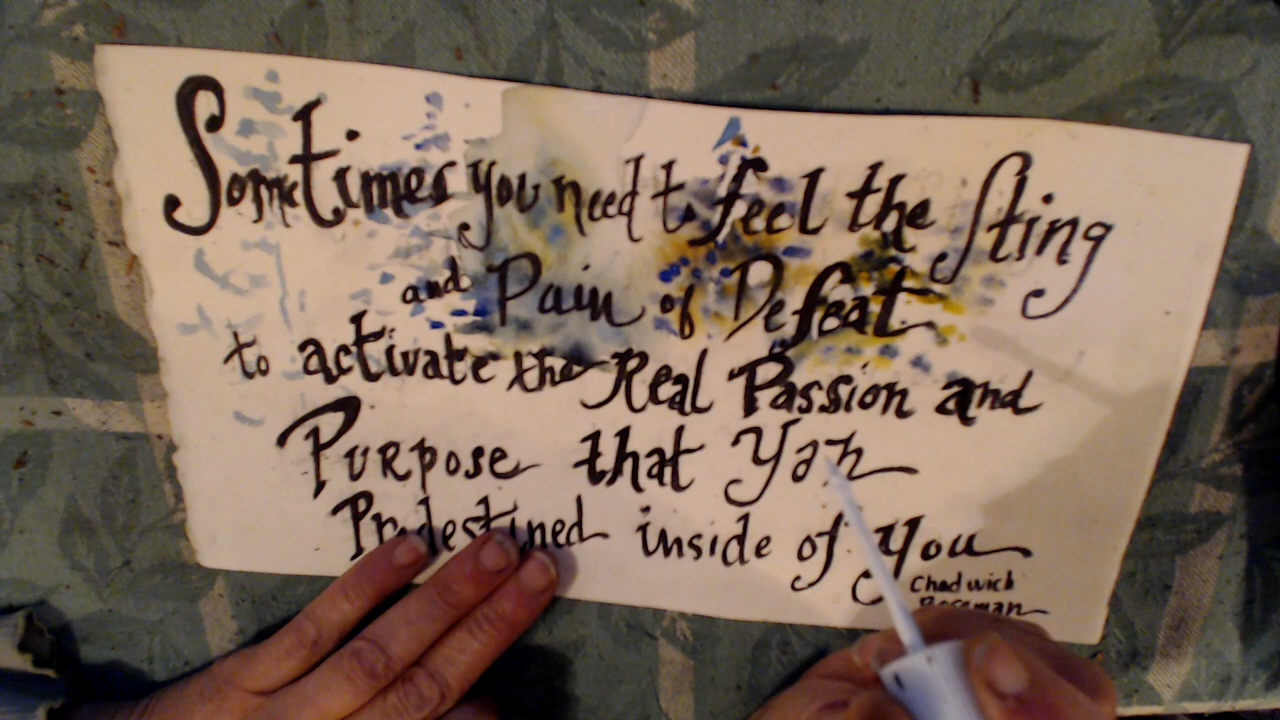 Sometimes you need to feel the Sting
and Pain of Defeat
to activate the Real Passion and
Purpose that Yah
Predestined inside of You
Chadwick
Boseman